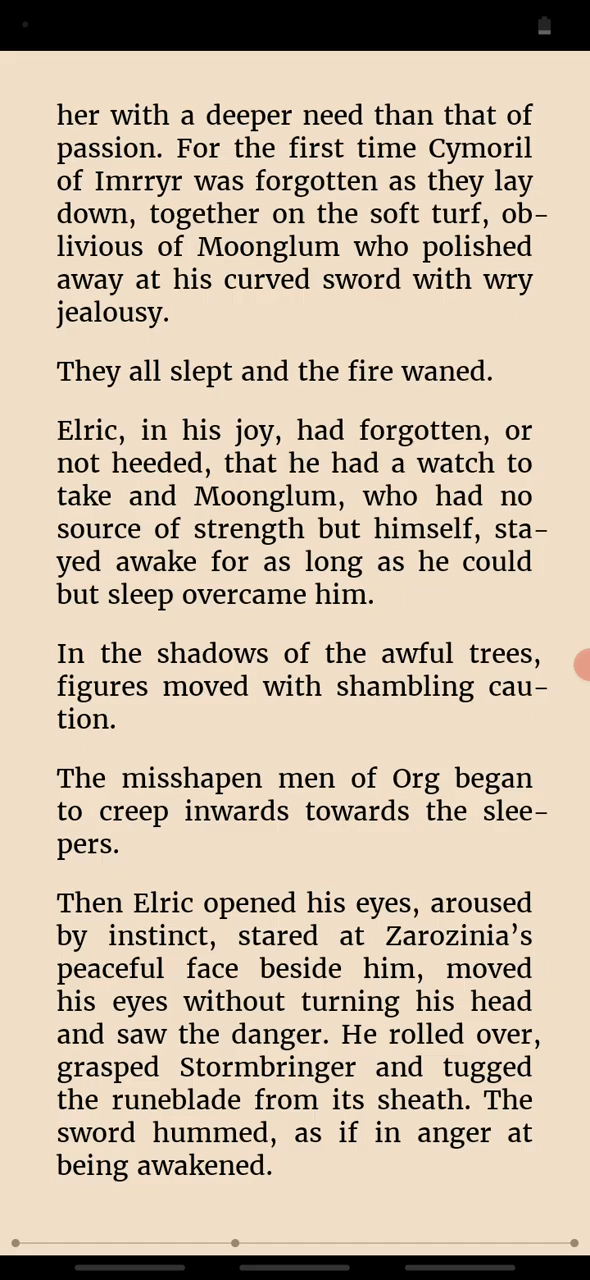 her with a deeper need than that of
passion. For the first time Cymoril
of Imrryr was forgotten as they lay
down, together on the soft turf, ob-
livious of Moonglum who polished
away at his curved sword with wry
jealousy.
They all slept and the fire waned.
Elric, in his joy, had forgotten, or
not heeded, that he had a watch to
take and Moonglum, who had no
source of strength but himself, sta-
yed awake for as long as he could
but sleep overcame him.
In the shadows of the awful trees,
figures moved with shambling cau-
tion.
The misshapen men of Org began
to creep inwards towards the slee-
pers.
Then Elric opened his eyes, aroused
by instinct, stared at Zarozinia’s
peaceful face beside him, moved
his eyes without turning his head
and saw the danger. He rolled over,
grasped Stormbringer and tugged
the runeblade from its sheath. The
sword hummed, as if in anger at
being awakened.